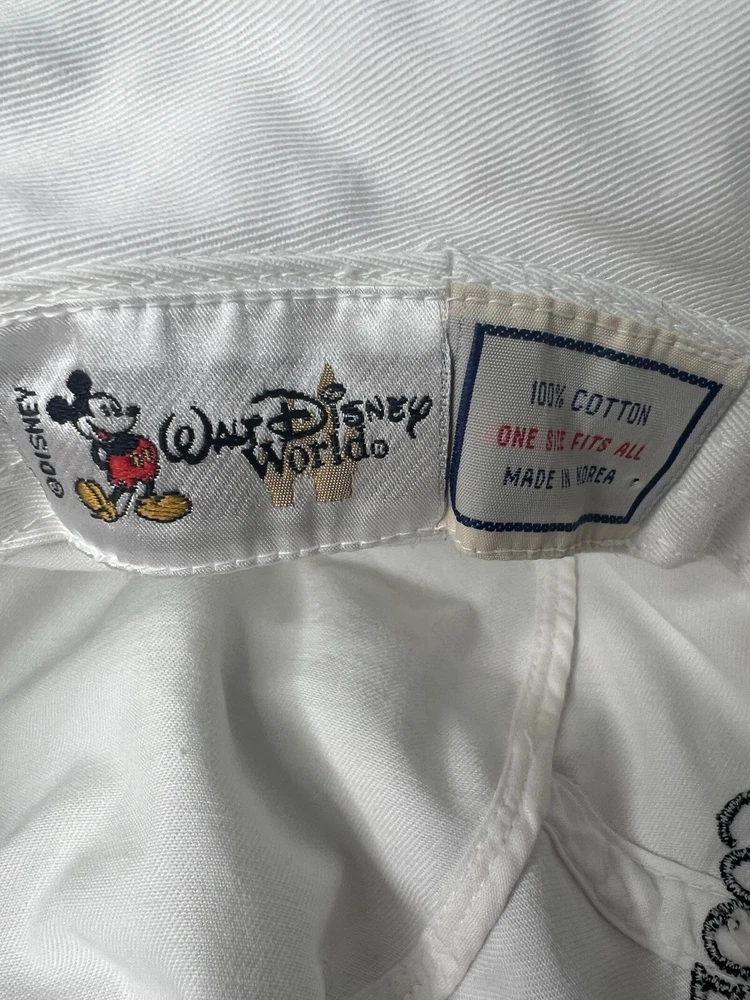 ©DISNEY
WALT DISNEY
World®
100% COTTON
ONE SIZE FITS ALL
MADE IN KOREA